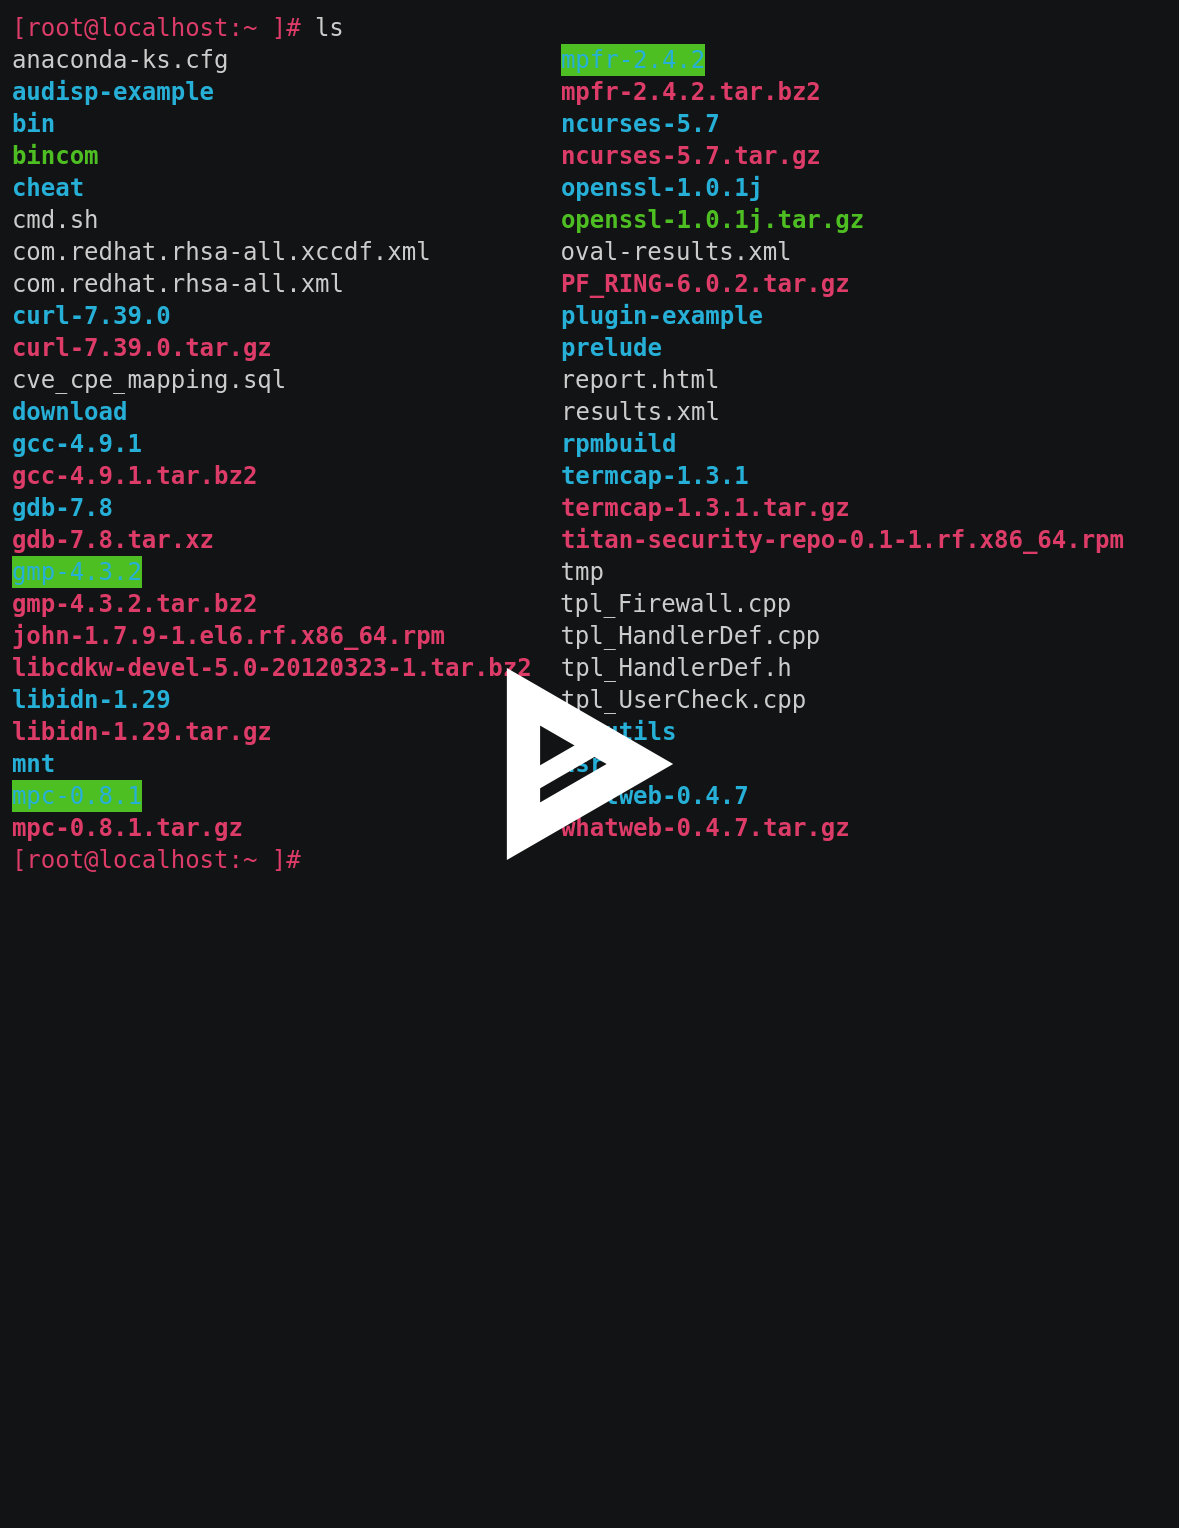 [root@localhost:~ ]# ls
anaconda-ks.cfg mpfr-2.4.2
audisp-example mpfr-2.4.2.tar.bz2
bin ncurses-5.7
bincom ncurses-5.7.tar.gz
cheat openssl-1.0.1j
cmd.sh openssl-1.0.1j.tar.gz
com.redhat.rhsa-all.xccdf.xml oval-results.xml
com.redhat.rhsa-all.xml PF_RING-6.0.2.tar.gz
curl-7.39.0 plugin-example
curl-7.39.0.tar.gz prelude
cve_cpe_mapping.sql report.html
download results.xml
gcc-4.9.1 rpmbuild
gcc-4.9.1.tar.bz2 termcap-1.3.1
gdb-7.8 termcap-1.3.1.tar.gz
gdb-7.8.tar.xz titan-security-repo-0.1-1.rf.x86_64.rpm
gmp-4.3.2 tmp
gmp-4.3.2.tar.bz2 tpl_Firewall.cpp
john-1.7.9-1.el6.rf.x86_64.rpm tpl_HandlerDef.cpp
libcdkw-devel-5.0-20120323-1.tar.bz2 tpl_HandlerDef.h
libidn-1.29 tpl_UserCheck.cpp
libidn-1.29.tar.gz
mnt
mpc-0.8.1 whatweb-0.4.7
mpc-0.8.1.tar.gz whatweb-0.4.7.tar.gz
[root@localhost:~ ]#